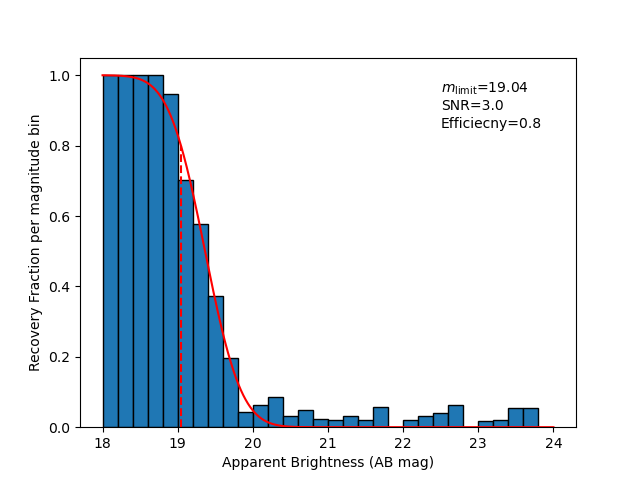 m_limit=19.04
SNR=3.0
Efficiecny=0.8
Recovery Fraction per magnitude bin
1.0
0.8
0.6
0.4
0.2
0.0
18 19 20 21 22 23 24
Apparent Brightness (AB mag)